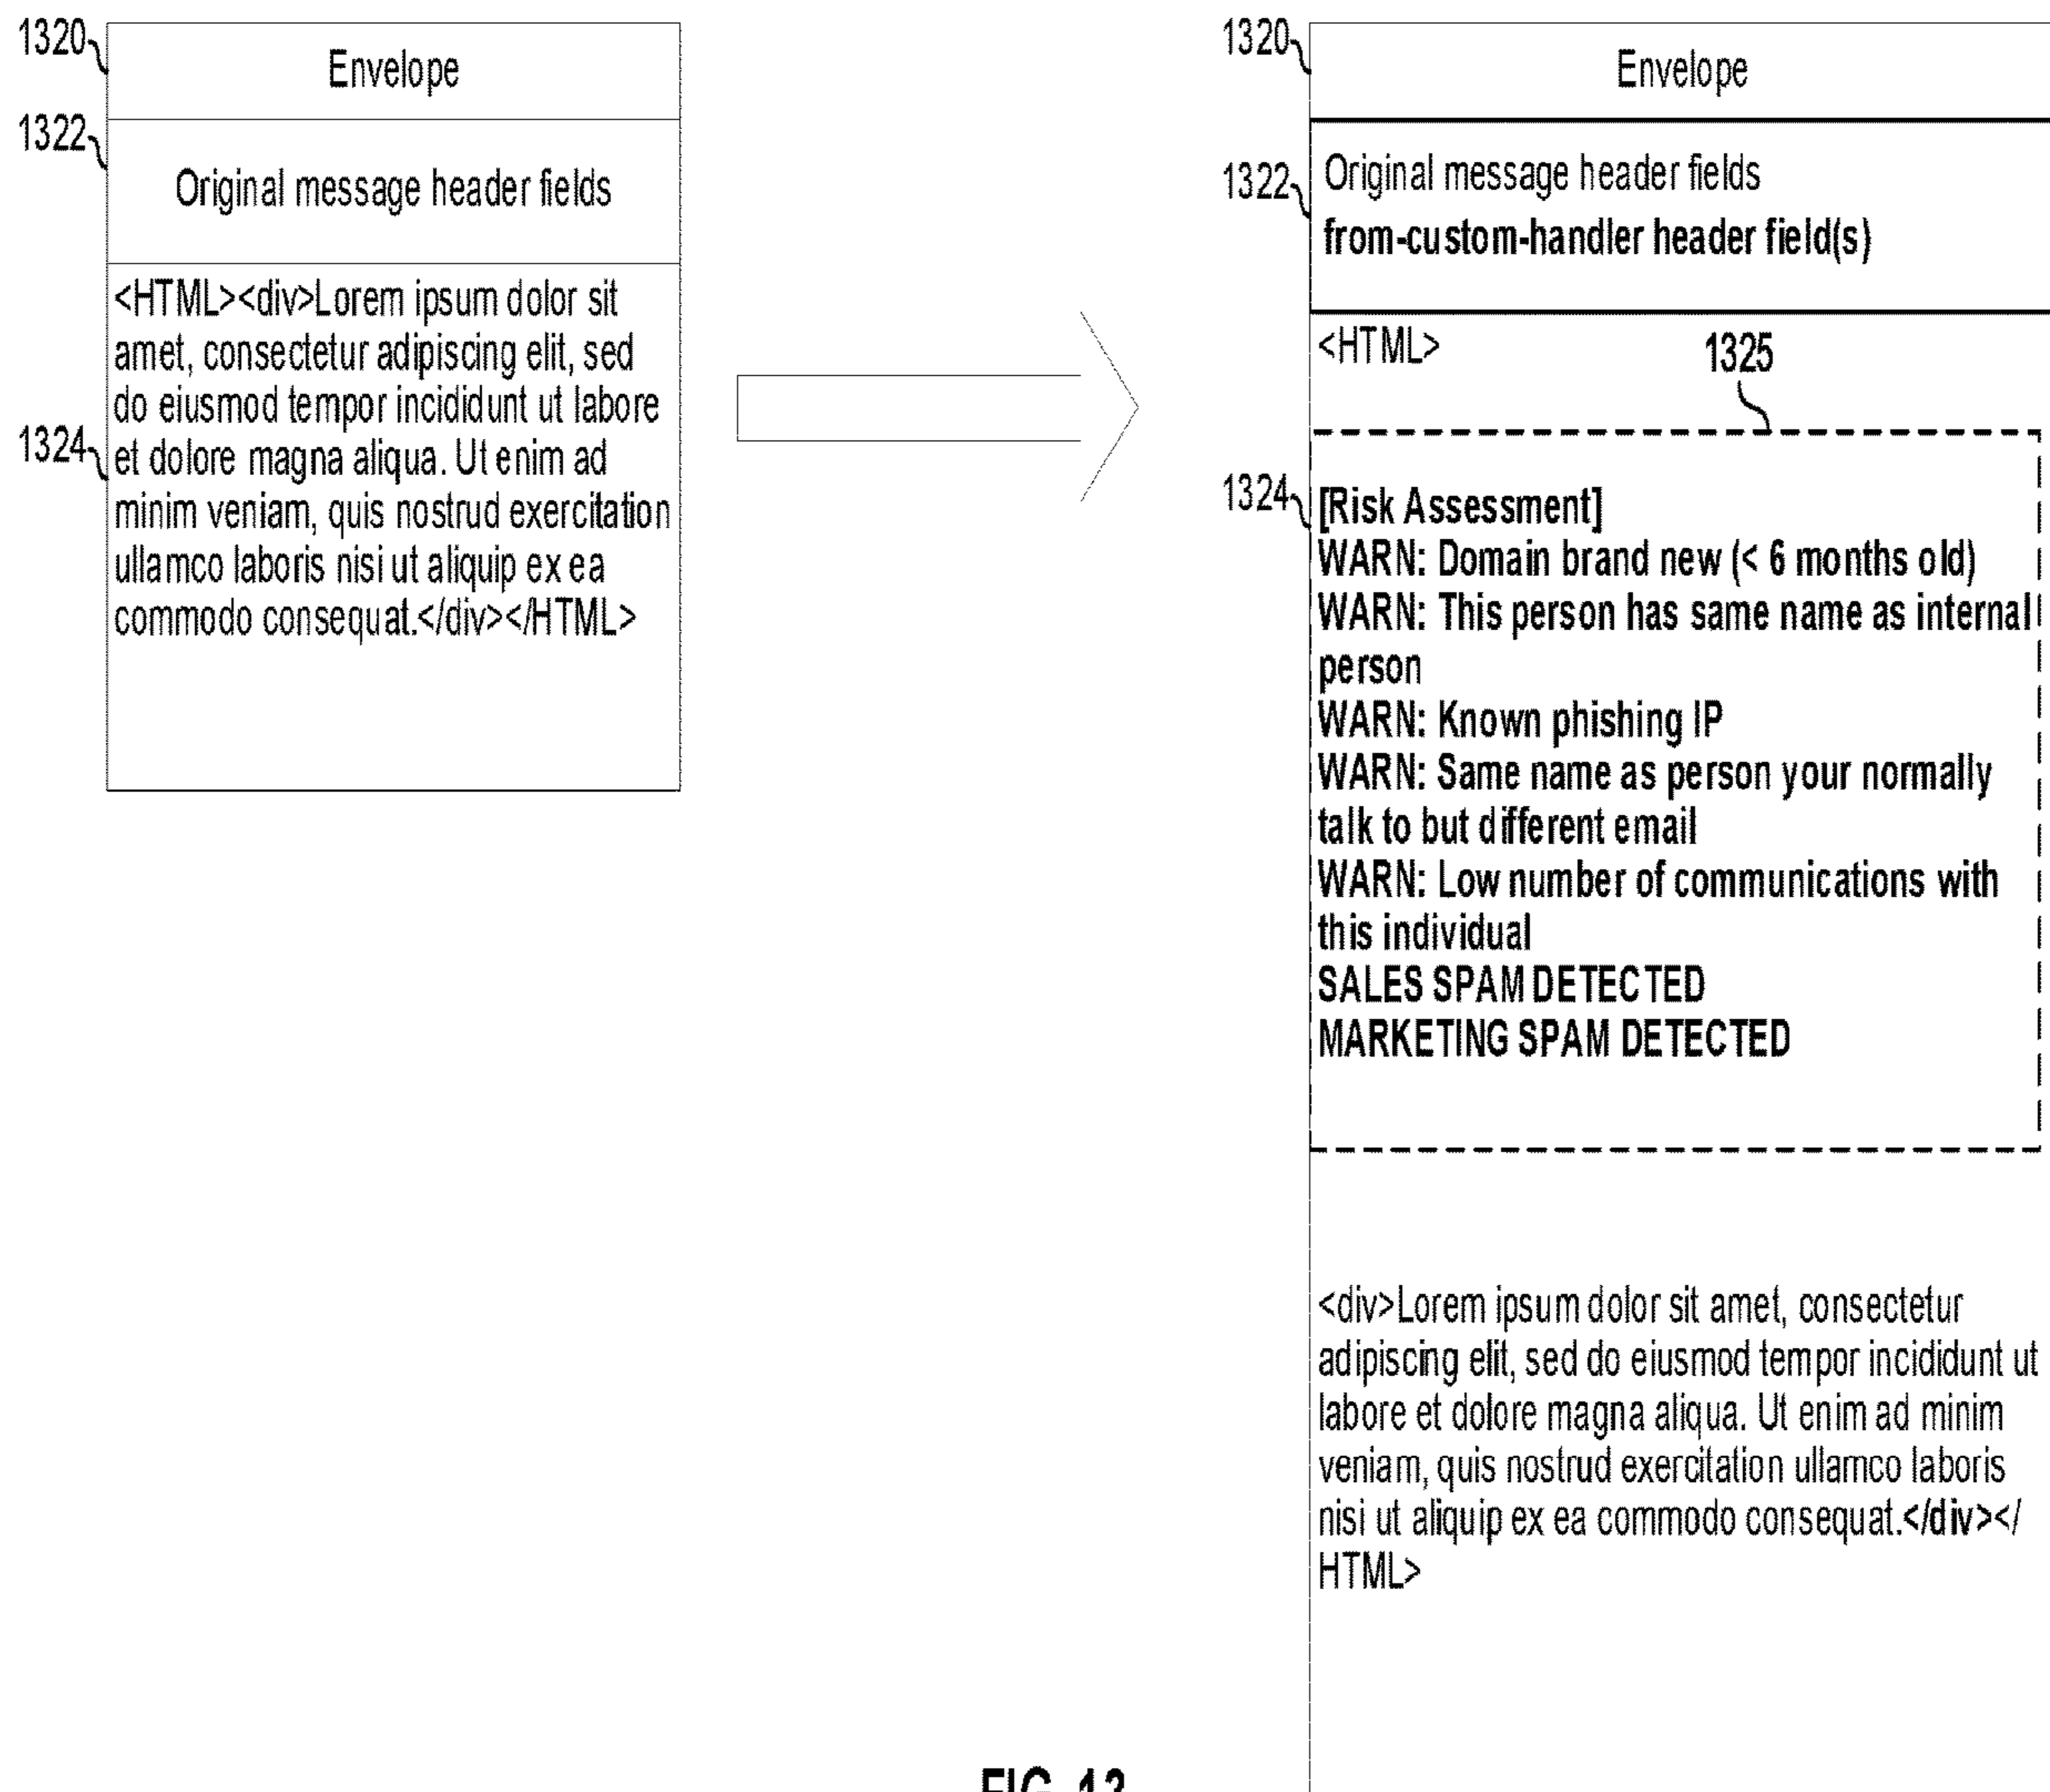 1320
Envelope
1322
Original message header fields
1324
<HTML><div>Lorem ipsum dolor sit
amet, consectetur adipiscing elit, sed
do eiusmod tempor incididunt ut labore
et dolore magna aliqua. Ut enim ad
minim veniam, quis nostrud exercitation
ullamco laboris nisi ut aliquip ex ea
commodo consequat.</div></HTML>
1320
Envelope
1322
Original message header fields
from-custom-handler header field(s)
<HTML>
1325
1324
[Risk Assessment]
WARN: Domain brand new (< 6 months old)
WARN: This person has same name as internal
person
WARN: Known phishing IP
WARN: Same name as person your normally
talk to but different email
WARN: Low number of communications with
this individual
SALES SPAM DETECTED
MARKETING SPAM DETECTED
<div>Lorem ipsum dolor sit amet, consectetur
adipiscing elit, sed do eiusmod tempor incididunt ut
labore et dolore magna aliqua. Ut enim ad minim
veniam, quis nostrud exercitation ullamco laboris
nisi ut aliquip ex ea commodo consequat.</div></
HTML>
FIG. 13